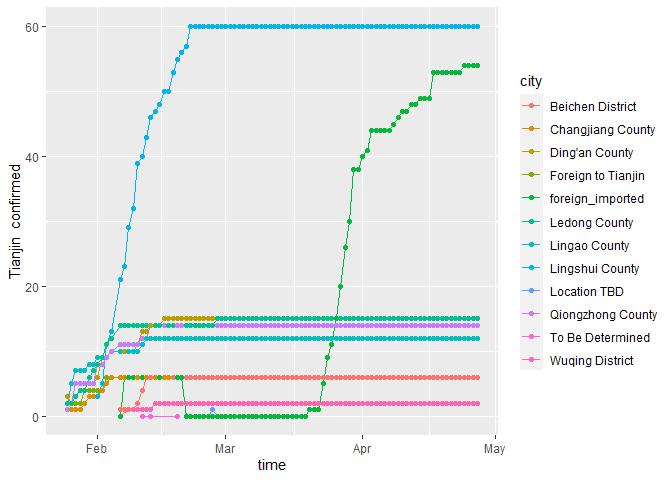 60
40
20
0
Tianjin confirmed
Feb
Mar
Apr
May
time
city
Beichen District
Changjiang County
Ding'an County
Foreign to Tianjin
foreign_imported
Ledong County
Lingao County
Lingshui County
Location TBD
Qiongzhong County
To Be Determined
Wuqing District